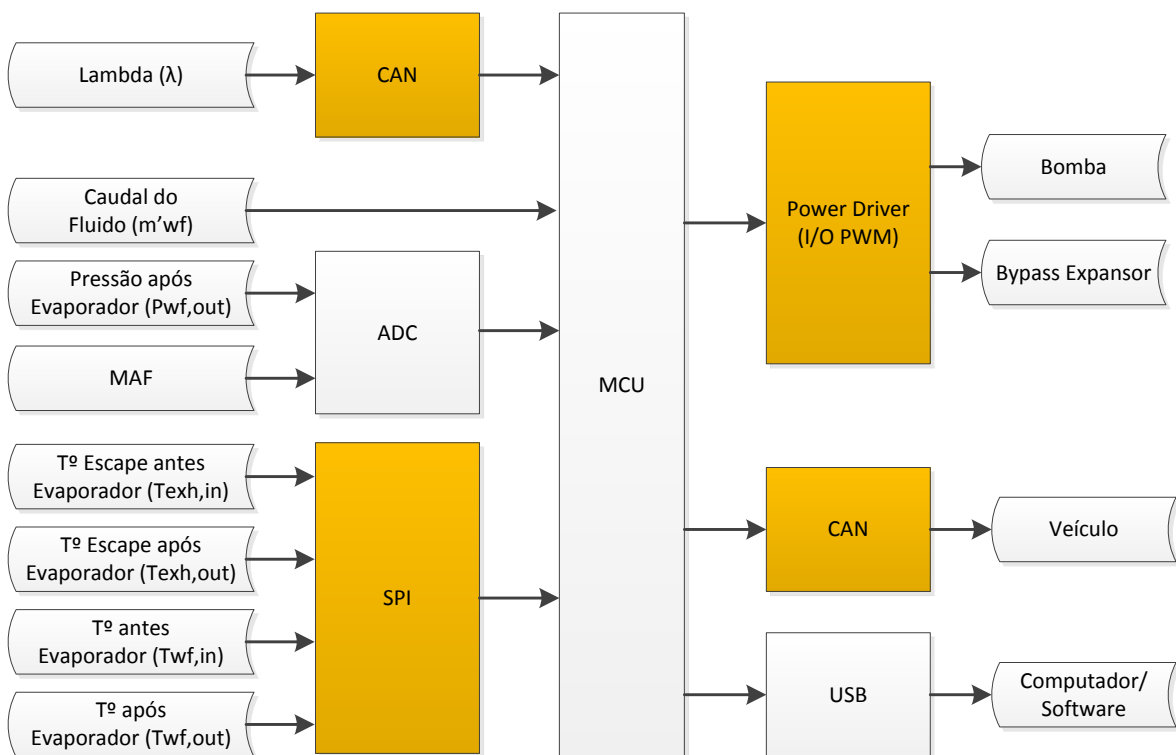 Lambda (λ)
CAN
Caudal do
Fluido (m’wf)
Pressão após
Evaporador (Pwf,out)
MAF
ADC
Tº Escape antes
Evaporador (Texh,in)
Tº Escape após
Evaporador (Texh,out)
Tº antes
Evaporador (Twf,in)
Tº após
Evaporador (Twf,out)
SPI
MCU
Power Driver
(I/O PWM)
Bomba
Bypass Expansor
CAN
Veículo
USB
Computador/
Software